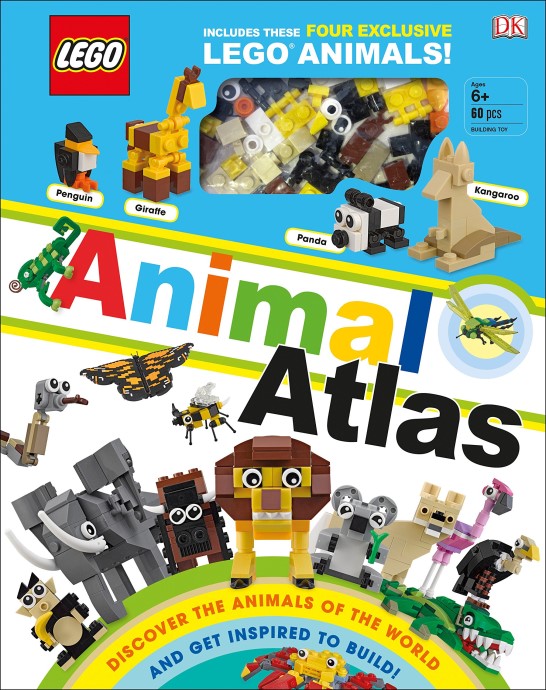 LEGO
INCLUDES THESE FOUR EXCLUSIVE
LEGO® ANIMALS!
DK
Ages
6+
60 pcs
BUILDING TOY
Penguin
Giraffe
Panda
Kangaroo
Animal
Atlas
DISCOVER THE ANIMALS OF THE WORLD
AND GET INSPIRED TO BUILD!